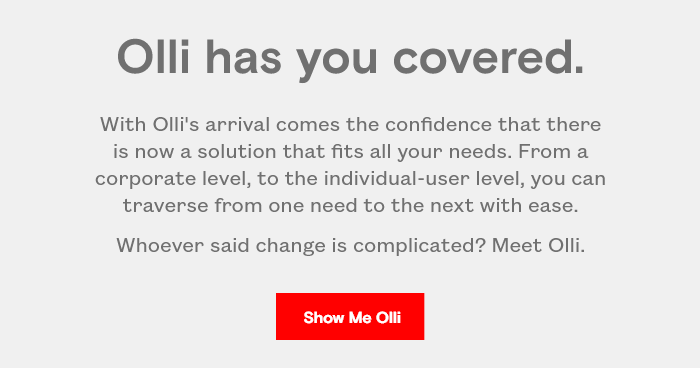 Olli has you covered.
With Olli's arrival comes the confidence that there
is now a solution that fits all your needs. From a
corporate level, to the individual-user level, you can
traverse from one need to the next with ease.
Whoever said change is complicated? Meet Olli.
Show Me Olli